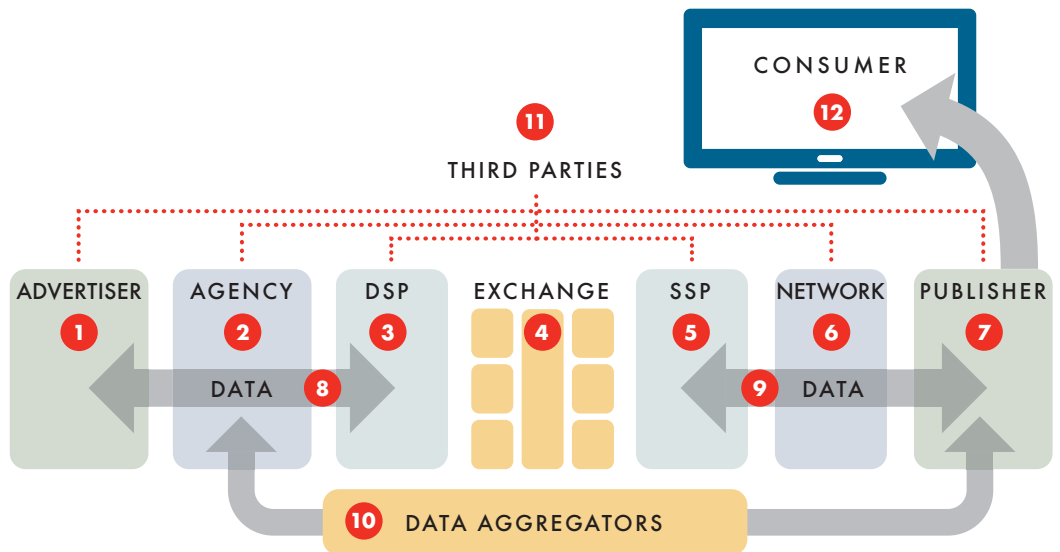 CONSUMER
12
11
THIRD PARTIES
ADVERTISER AGENCY DSP EXCHANGE SSP NETWORK PUBLISHER
1 2 3 4 5 6 7
DATA 8 9 DATA
10 DATA AGGREGATORS